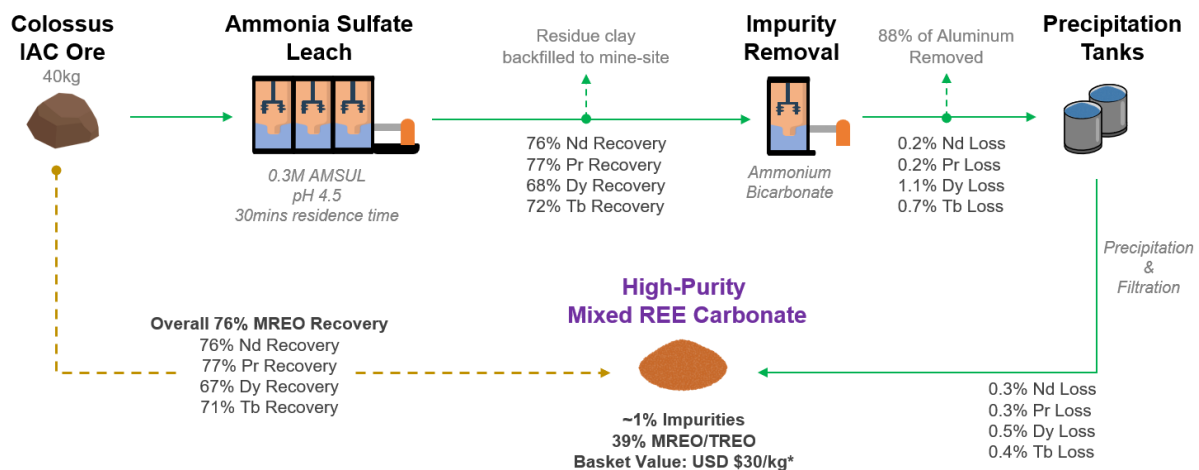 Colossus
IAC Ore
40kg
Ammonia Sulfate
Leach
0.3M AMSUL
pH 4.5
30mins residence time
Residue clay
backfilled to mine-site
76% Nd Recovery
77% Pr Recovery
68% Dy Recovery
72% Tb Recovery
Impurity
Removal
Ammonium
Bicarbonate
88% of Aluminum
Removed
0.2% Nd Loss
0.2% Pr Loss
1.1% Dy Loss
0.7% Tb Loss
Precipitation
Tanks
Precipitation
&
Filtration
0.3% Nd Loss
0.3% Pr Loss
0.5% Dy Loss
0.4% Tb Loss
High-Purity
Mixed REE Carbonate
~1% Impurities
39% MREO/TREO
Basket Value: USD $30/kg*
Overall 76% MREO Recovery
76% Nd Recovery
77% Pr Recovery
67% Dy Recovery
71% Tb Recovery